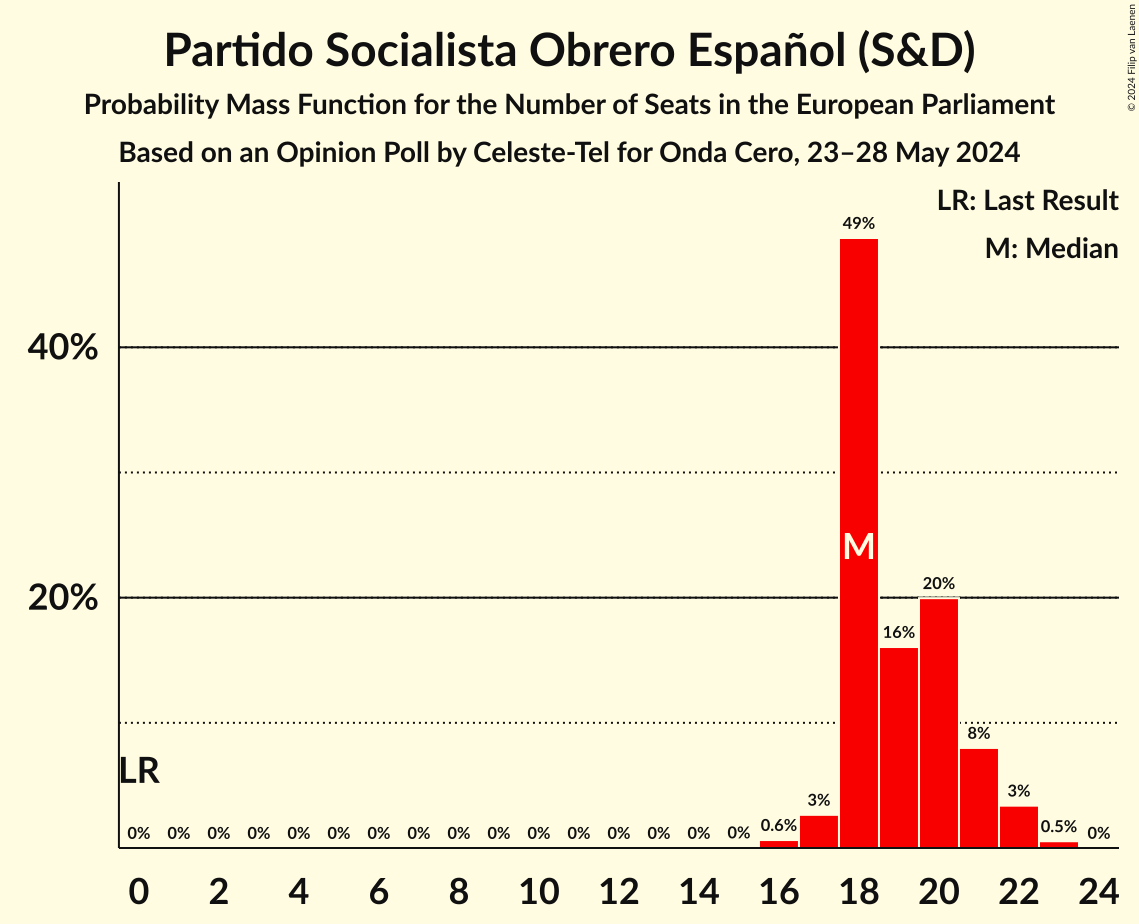 Partido Socialista Obrero Español (S&D)
Probability Mass Function for the Number of Seats in the European Parliament
Based on an Opinion Poll by Celeste-Tel for Onda Cero, 23–28 May 2024
© 2024 Filip van Laenen
LR: Last Result
M: Median
49%
40%
M
20%
20%
16%
8%
LR
3%
3%
0% 0% 0% 0% 0% 0% 0% 0% 0% 0% 0% 0% 0% 0% 0% 0% 0.6% 0.5% 0%
0 2 4 6 8 10 12 14 16 18 20 22 24